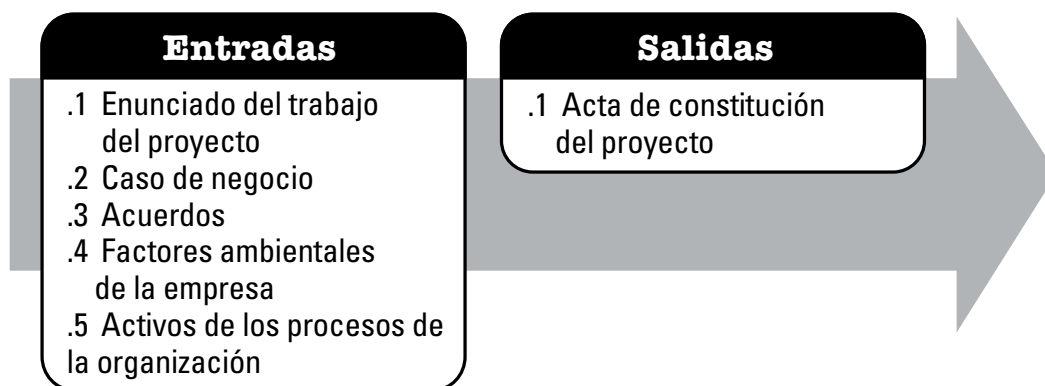 Entradas
.1 Enunciado del trabajo
del proyecto
.2 Caso de negocio
.3 Acuerdos
.4 Factores ambientales
de la empresa
.5 Activos de los procesos de
la organización
Salidas
.1 Acta de constitución
del proyecto